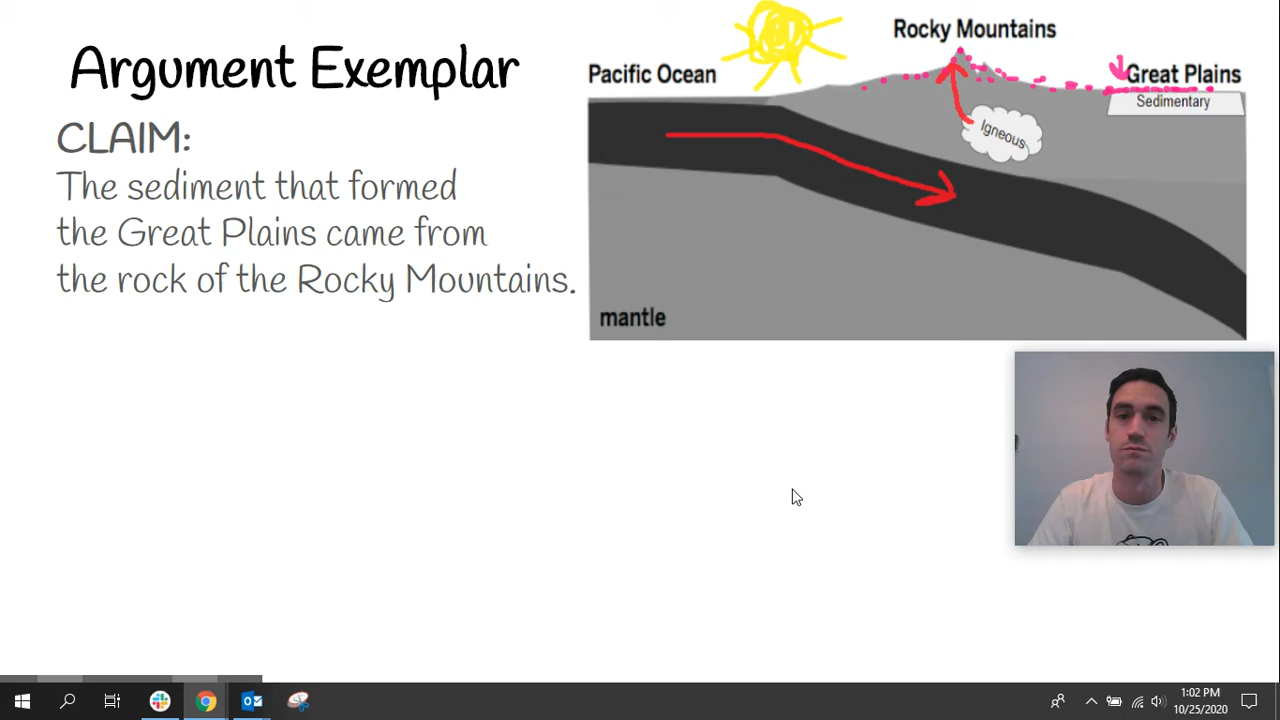 Argument Exemplar
CLAIM:
The sediment that formed
the Great Plains came from
the rock of the Rocky Mountains.
Rocky Mountains
Pacific Ocean
Great Plains
Sedimentary
Igneous
mantle
1:02 PM
10/25/2020